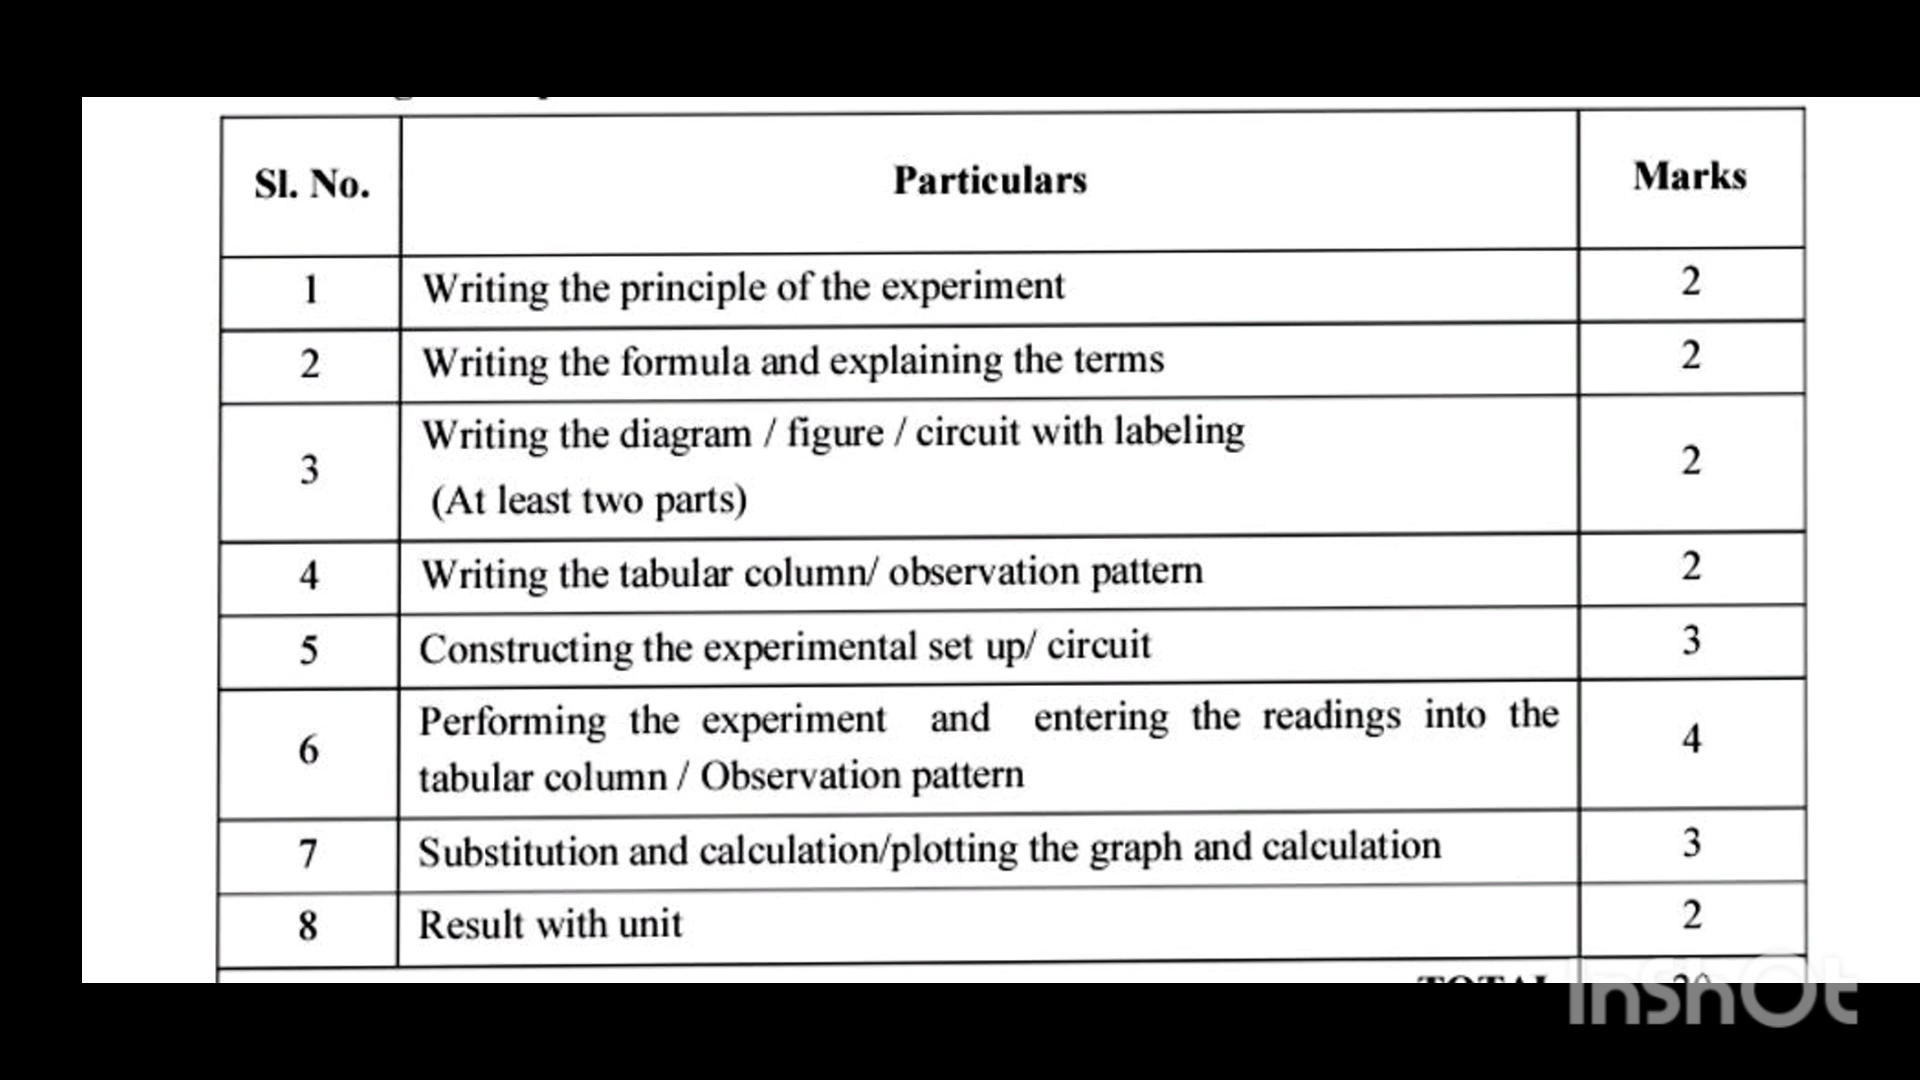 Sl. No. Particulars Marks
1 Writing the principle of the experiment 2
2 Writing the formula and explaining the terms 2
3 Writing the diagram / figure / circuit with labeling 2
(At least two parts)
4 Writing the tabular column/ observation pattern 2
5 Constructing the experimental set up/ circuit 3
6 Performing the experiment and entering the readings into the 4
tabular column / Observation pattern
7 Substitution and calculation/plotting the graph and calculation 3
8 Result with unit 2
TOTAL
InShOt